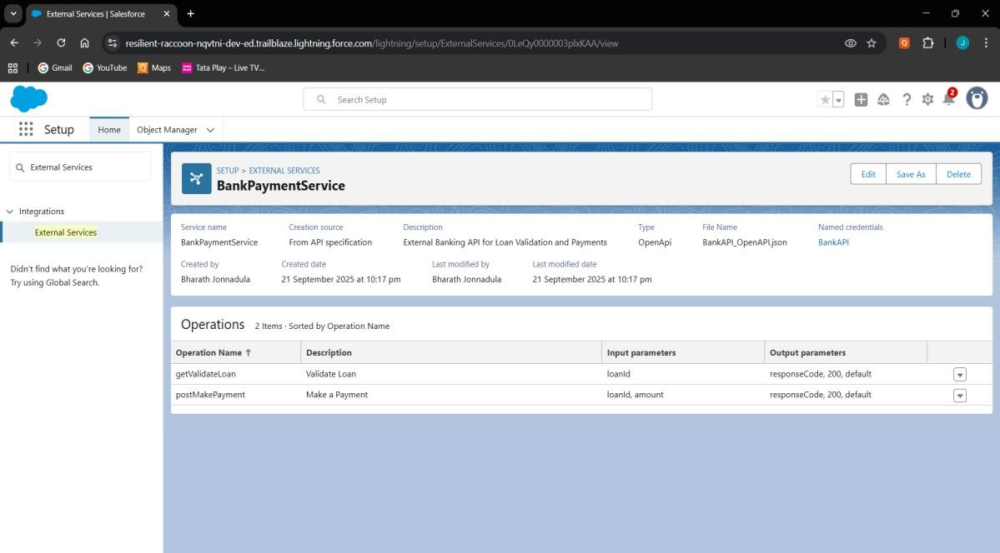 External Services | Salesforce
resilient-raccoon-nqvtni-dev-ed.trailblaze.lightning.force.com/lightning/setup/ExternalServices/0LeQy0000003plxKAA/view
Gmail YouTube Maps Tata Play – Live TV...
Search Setup
2
Setup Home Object Manager
External Services
Integrations
External Services
Didn't find what you're looking for?
Try using Global Search.
SETUP > EXTERNAL SERVICES
BankPaymentService
Edit Save As Delete
Service name Creation source Description Type File Name Named credentials
BankPaymentService From API specification External Banking API for Loan Validation and Payments OpenApi BankAPI_OpenAPI.json BankAPI
Created by Created date Last modified by Last modified date
Bharath Jonnadula 21 September 2025 at 10:17 pm Bharath Jonnadula 21 September 2025 at 10:17 pm
Operations 2 Items · Sorted by Operation Name
Operation Name ↑ Description Input parameters Output parameters
getValidateLoan Validate Loan loanId responseCode, 200, default
postMakePayment Make a Payment loanId, amount responseCode, 200, default